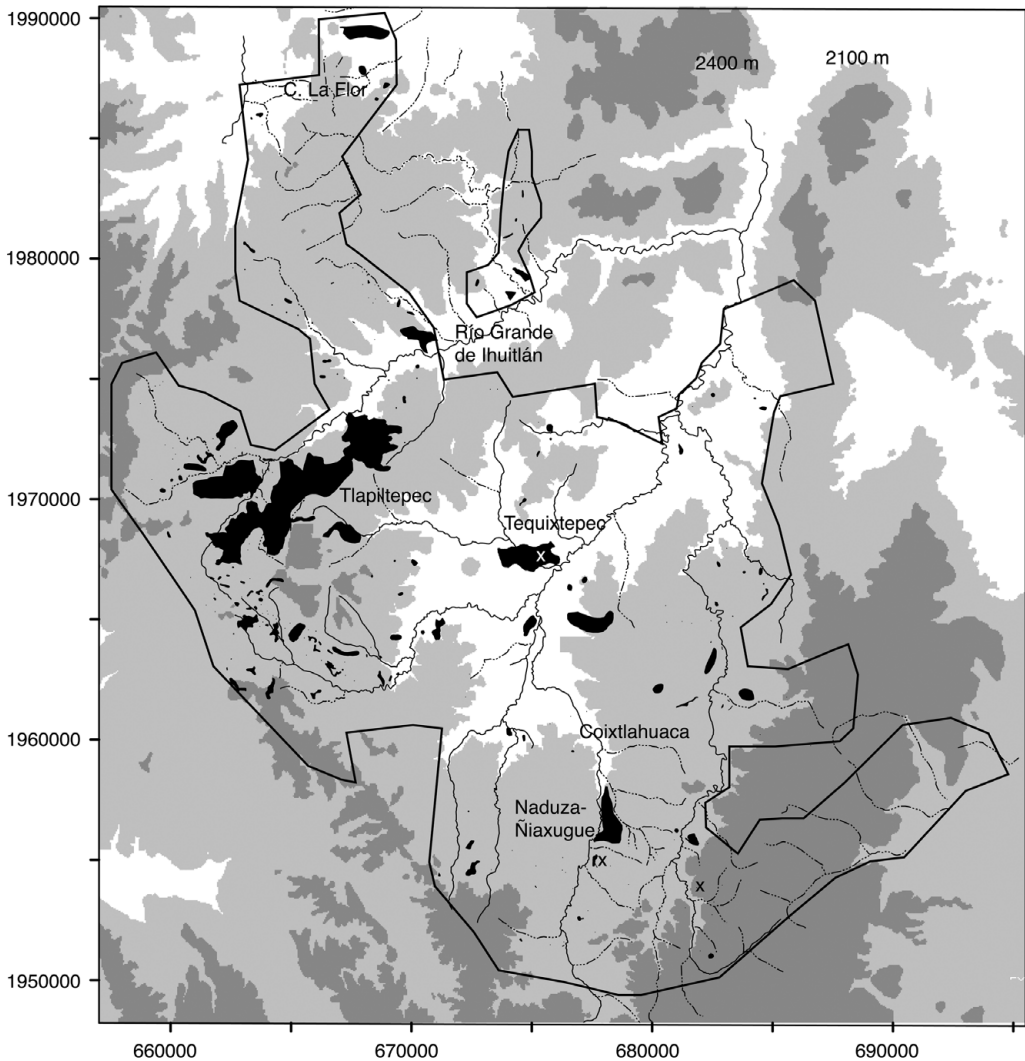 1990000
2400 m
2100 m
C. La Flor
1980000
Río Grande
de Ihuitlán
1970000
Tlapiltepec
Tequixtepec
x
1960000
Coixtlahuaca
Naduza-
Ñiaxugue
x
x
1950000
660000
670000
680000
690000